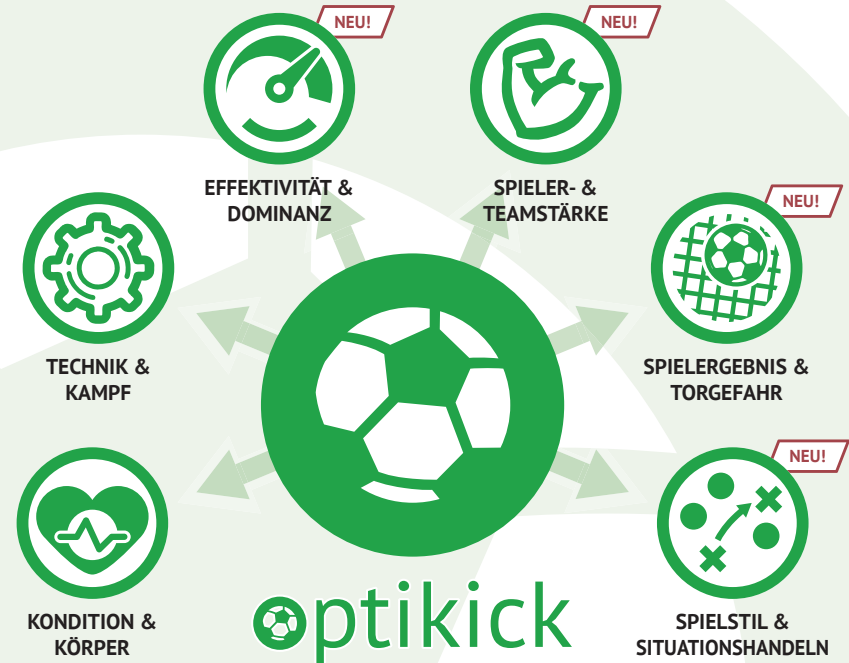 NEU!
EFFEKTIVITÄT &
DOMINANZ
NEU!
SPIELER- &
TEAMSTÄRKE
TECHNIK &
KAMPF
NEU!
SPIELERGEBNIS &
TORGEFAHR
KONDITION &
KÖRPER
NEU!
SPIELSTIL &
SITUATIONSHANDELN
optikick